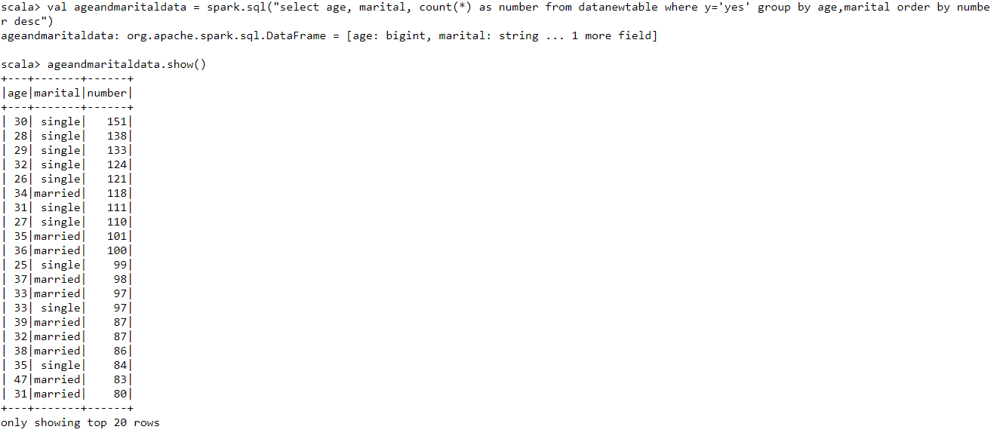 scala> val ageandmaritaldata = spark.sql("select age, marital, count(*) as number from datanewtable where y='yes' group by age,marital order by numbe
r desc")
ageandmaritaldata: org.apache.spark.sql.DataFrame = [age: bigint, marital: string ... 1 more field]
scala> ageandmaritaldata.show()
+---+-------+------+
|age|marital|number|
+---+-------+------+
| 30| single|   151|
| 28| single|   138|
| 29| single|   133|
| 32| single|   124|
| 26| single|   121|
| 34|married|   118|
| 31| single|   111|
| 27| single|   110|
| 35|married|   101|
| 36|married|   100|
| 25| single|    99|
| 37|married|    98|
| 33|married|    97|
| 33| single|    97|
| 39|married|    87|
| 32|married|    87|
| 38|married|    86|
| 35| single|    84|
| 47|married|    83|
| 31|married|    80|
+---+-------+------+
only showing top 20 rows